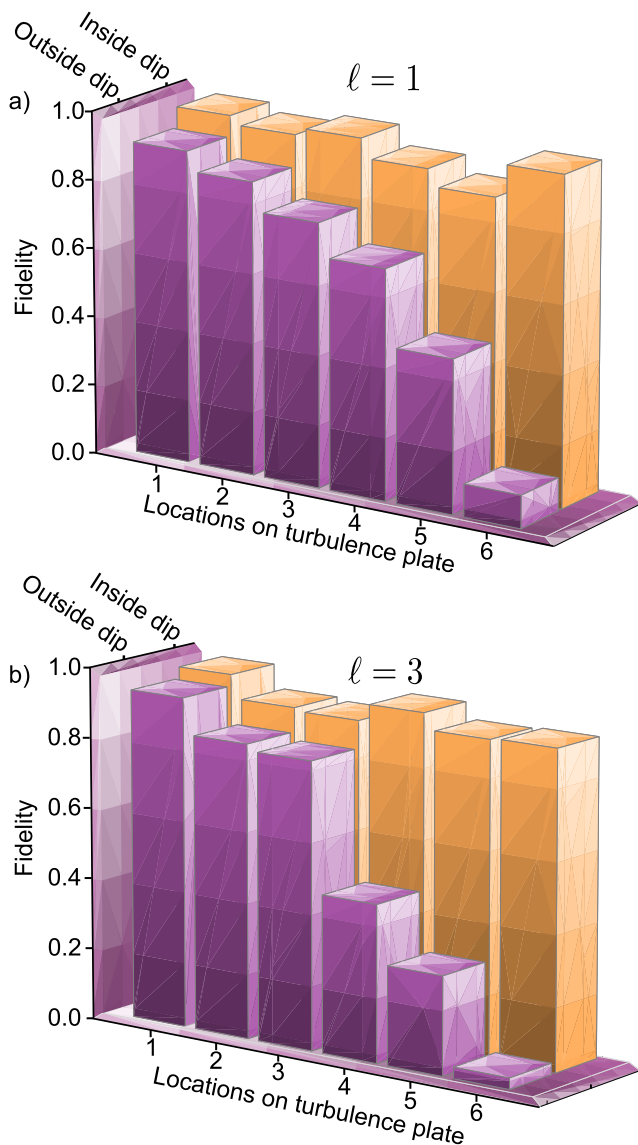 Inside dip
Outside dip
a)
ℓ = 1
1.0
0.8
0.6
0.4
0.2
0.0
Fidelity
1
2
3
4
5
6
Locations on turbulence plate
Inside dip
Outside dip
b)
ℓ = 3
1.0
0.8
0.6
0.4
0.2
0.0
Fidelity
1
2
3
4
5
6
Locations on turbulence plate